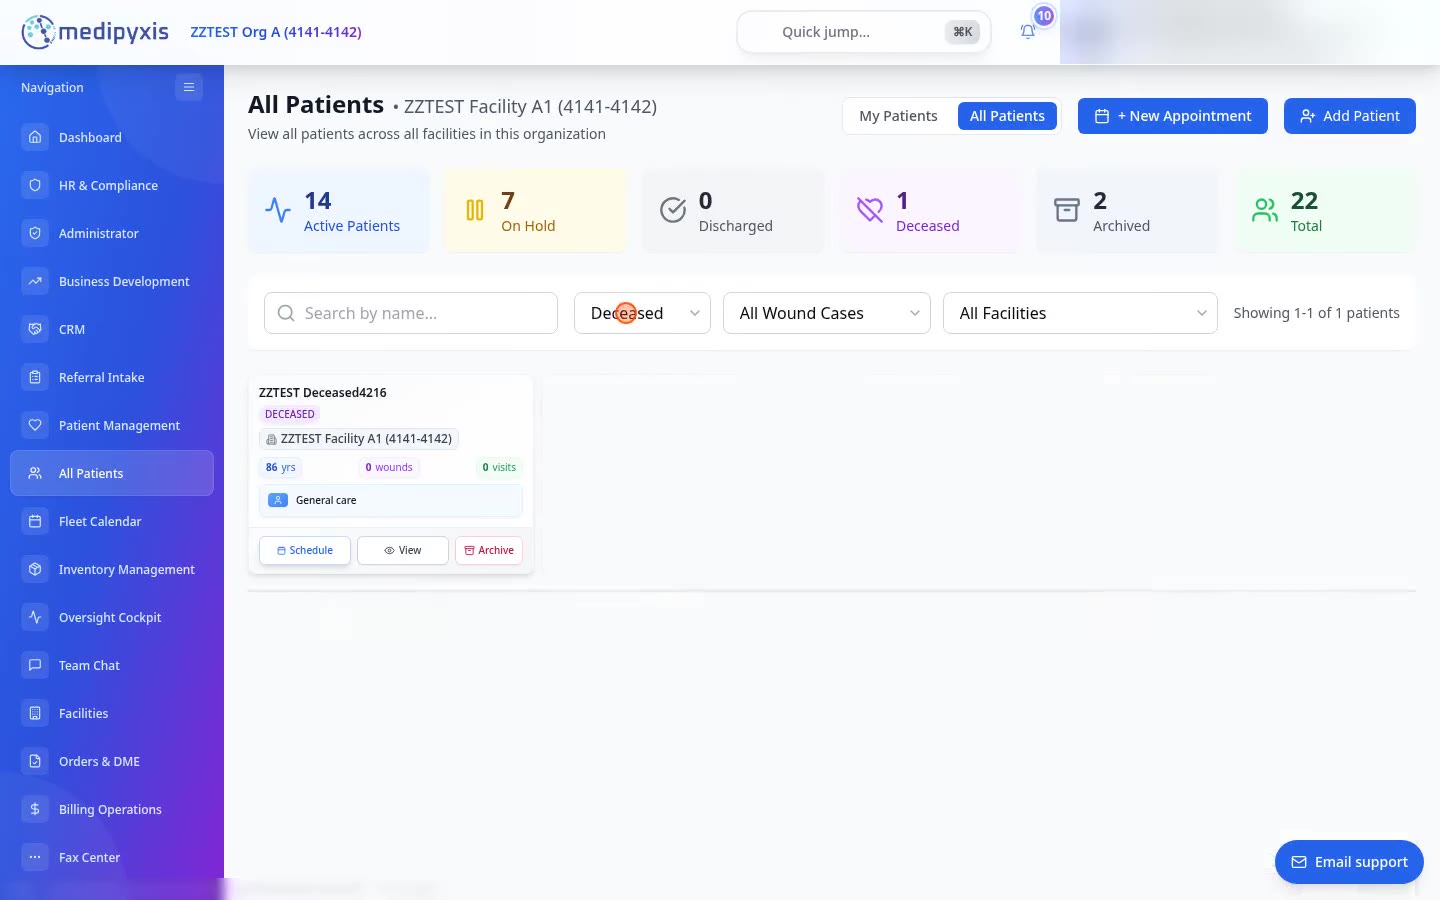 medipyxis
ZZTEST Org A (4141-4142)
Quick jump...
⌘K
10
Navigation
Dashboard
HR & Compliance
Administrator
Business Development
CRM
Referral Intake
Patient Management
All Patients
Fleet Calendar
Inventory Management
Oversight Cockpit
Team Chat
Facilities
Orders & DME
Billing Operations
Fax Center
All Patients • ZZTEST Facility A1 (4141-4142)
View all patients across all facilities in this organization
My Patients
All Patients
+ New Appointment
Add Patient
14
Active Patients
7
On Hold
0
Discharged
1
Deceased
2
Archived
22
Total
Search by name...
Deceased
All Wound Cases
All Facilities
Showing 1-1 of 1 patients
ZZTEST Deceased4216
DECEASED
ZZTEST Facility A1 (4141-4142)
86 yrs
0 wounds
0 visits
General care
Schedule
View
Archive
Email support